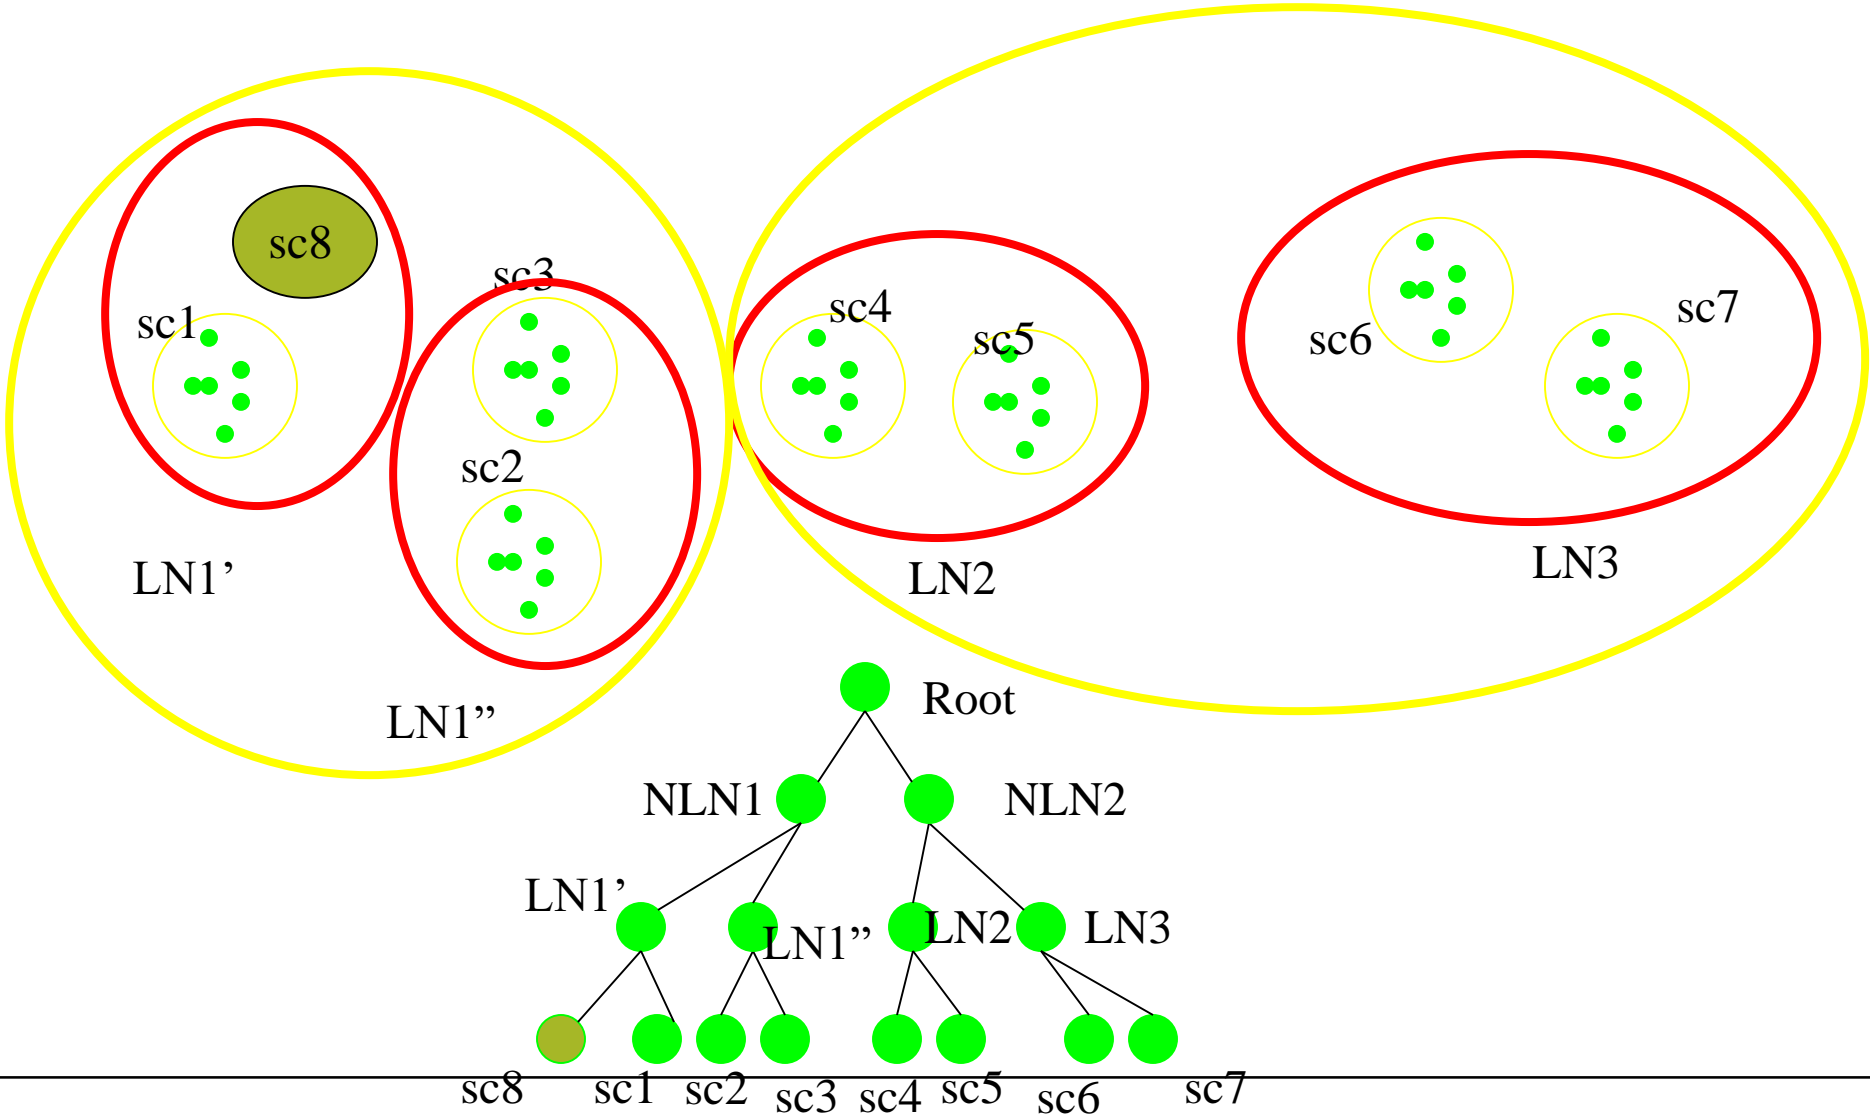 sc8
sc3
sc1
sc4
sc5
sc6
sc7
sc2
LN1’
LN2
LN3
LN1”
Root
NLN1
NLN2
LN1’
LN1”
LN2
LN3
sc8
sc1
sc2
sc3
sc4
sc5
sc6
sc7